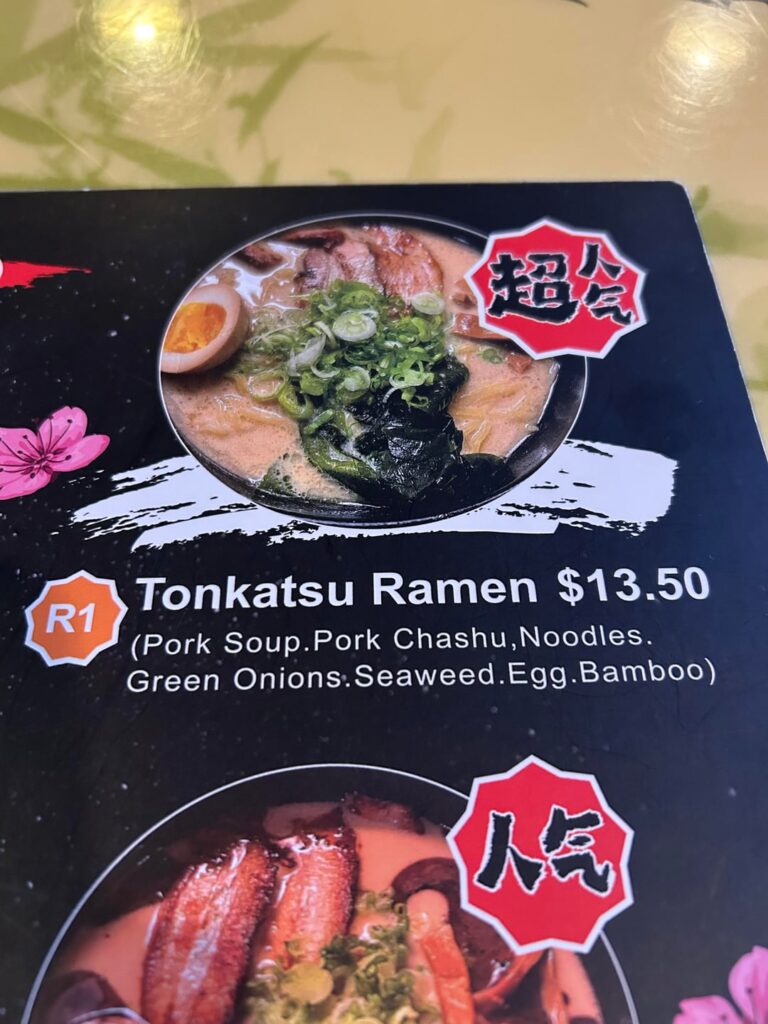 超人気
R1
Tonkatsu Ramen $13.50
(Pork Soup.Pork Chashu,Noodles.
Green Onions.Seaweed.Egg.Bamboo)
人气